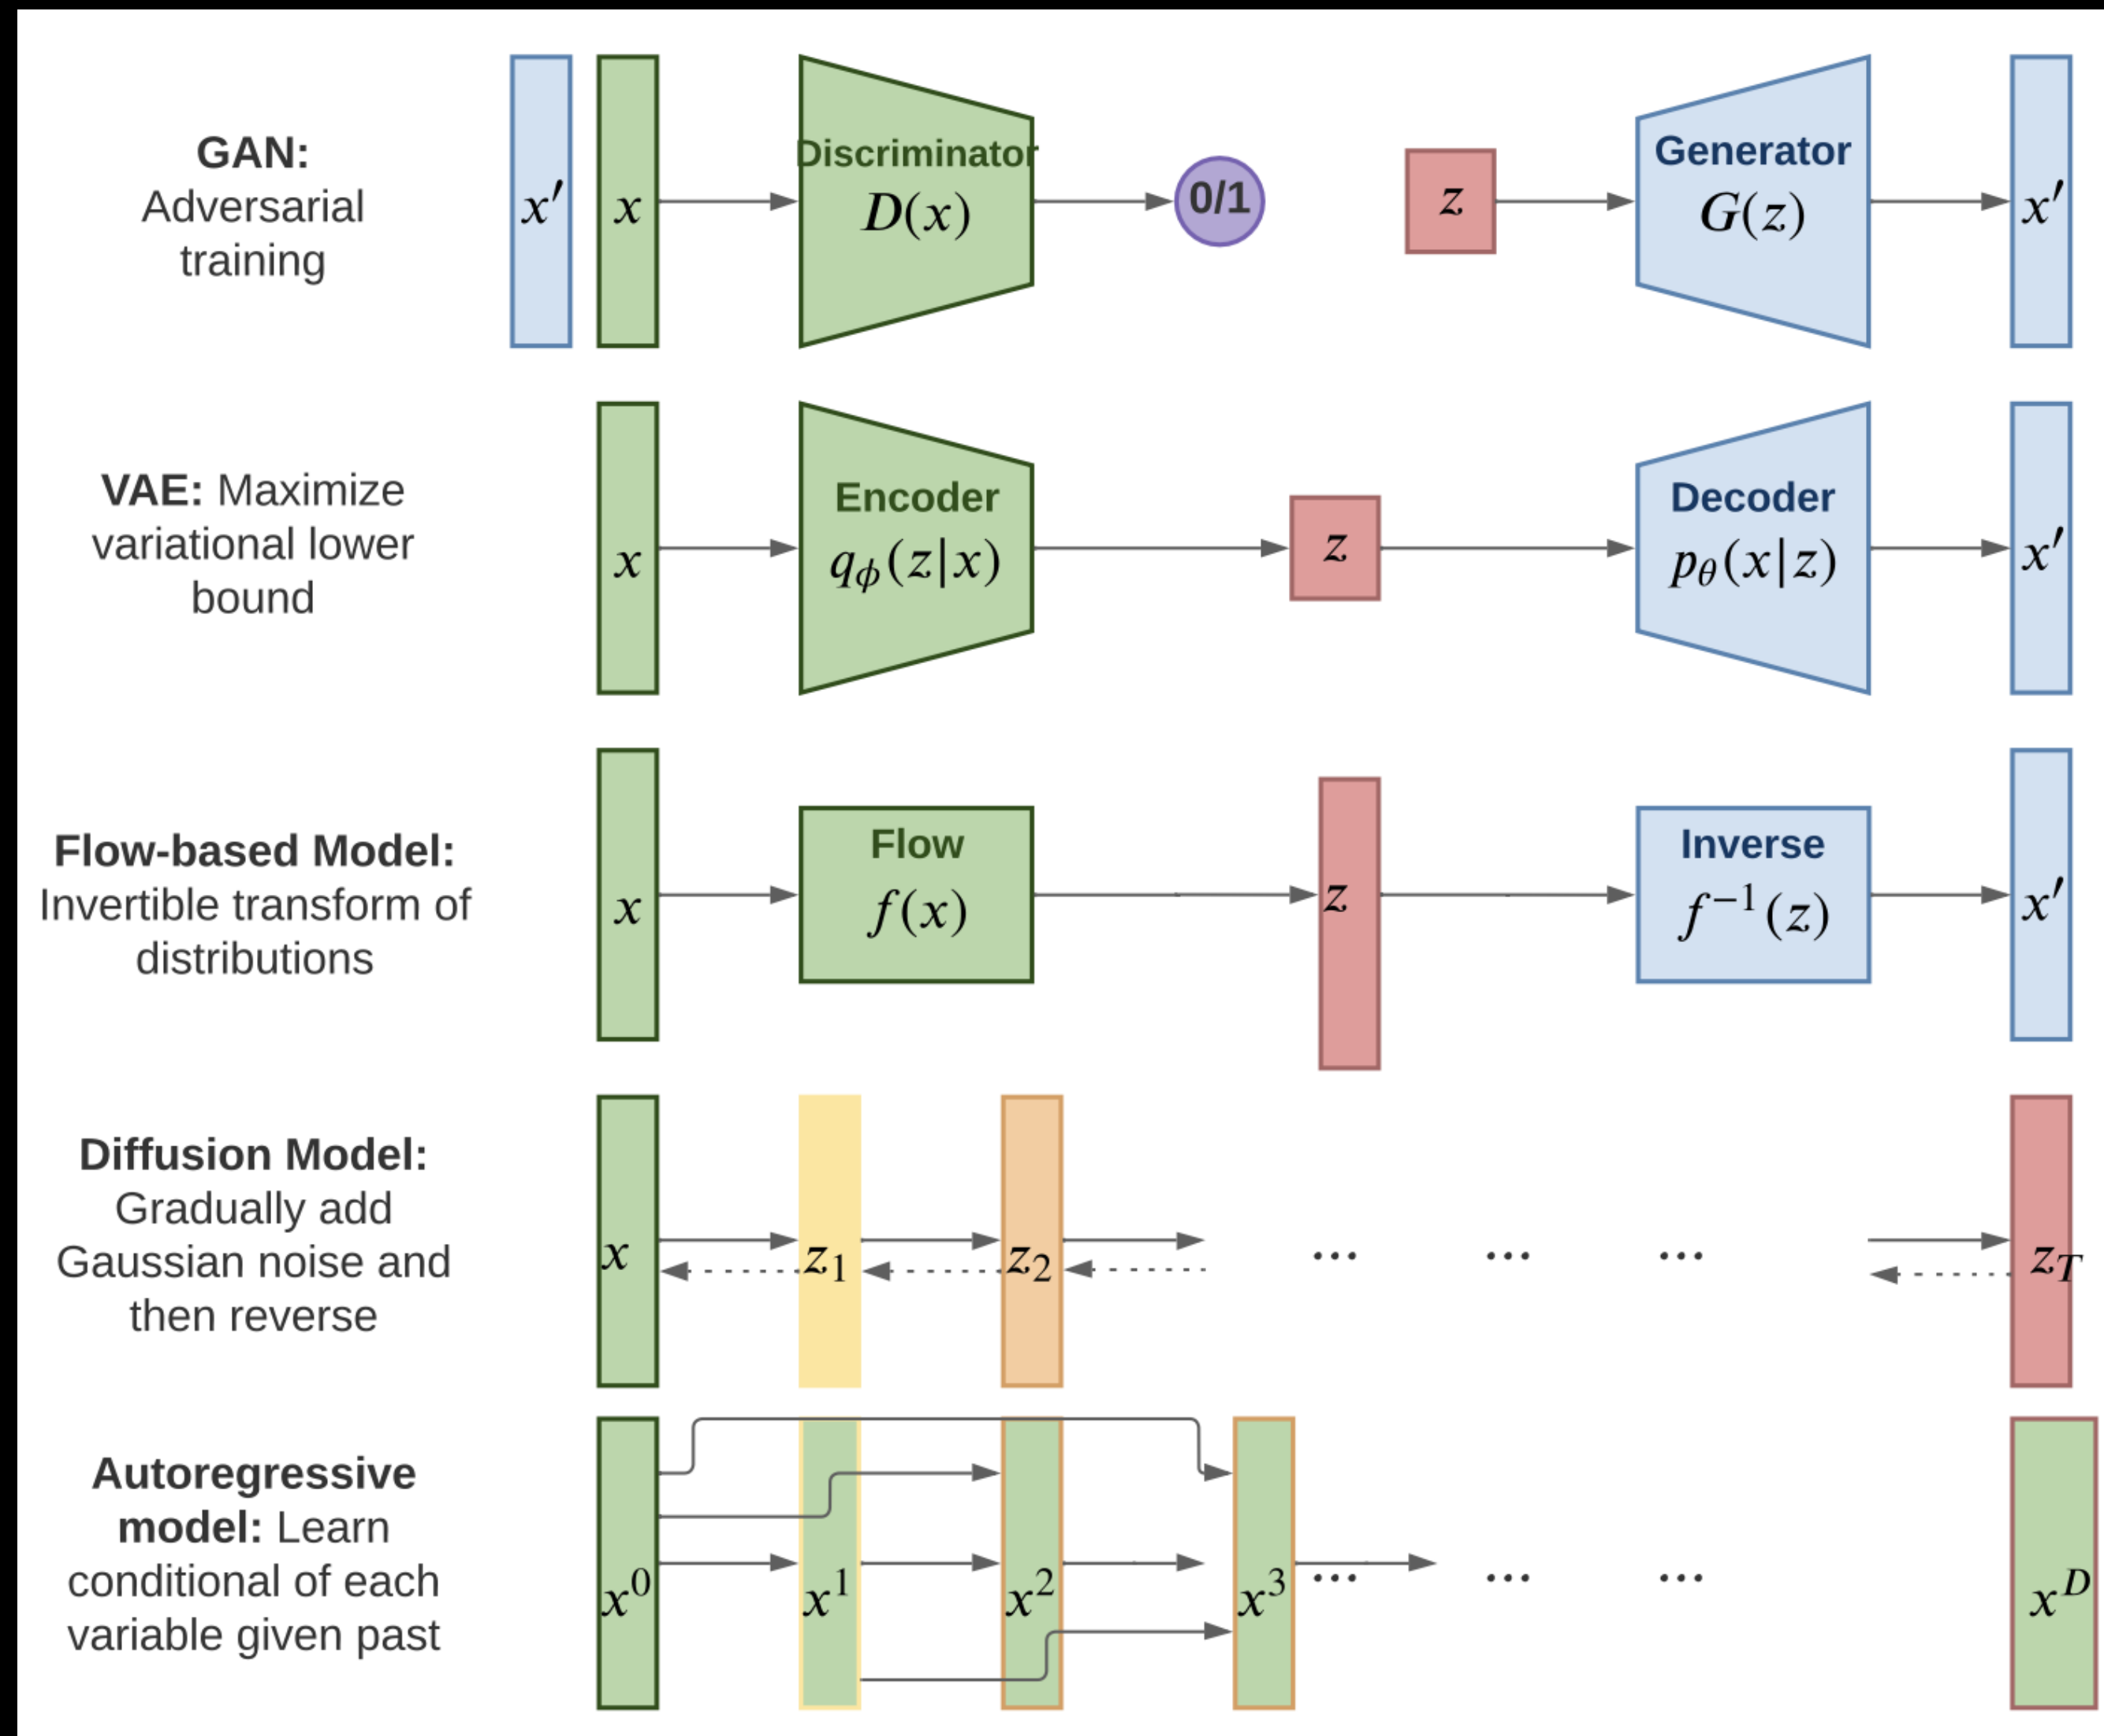 GAN:
Adversarial
training
x′
x
Discriminator
D(x)
0/1
z
Generator
G(z)
x′
VAE: Maximize
variational lower
bound
x
Encoder
qϕ(z|x)
z
Decoder
pθ(x|z)
x′
Flow-based Model:
Invertible transform of
distributions
x
Flow
f(x)
z
Inverse
f⁻¹(z)
x′
Diffusion Model:
Gradually add
Gaussian noise and
then reverse
x
z₁
z₂
... ... ...
z_T
Autoregressive
model: Learn
conditional of each
variable given past
x⁰
x¹
x²
x³
... ... ...
x^D